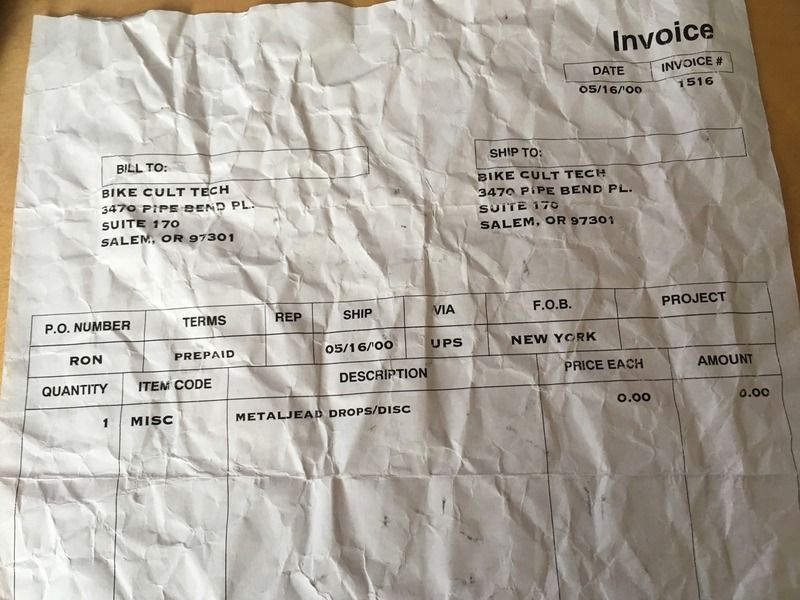 Invoice
DATE INVOICE #
05/16/'00 1516
BILL TO:
BIKE CULT TECH
3470 PIPE BEND PL.
SUITE 170
SALEM, OR 97301
SHIP TO:
BIKE CULT TECH
3470 PIPE BEND PL.
SUITE 170
SALEM, OR 97301
P.O. NUMBER TERMS REP SHIP VIA F.O.B. PROJECT
RON PREPAID 05/16/'00 UPS NEW YORK
QUANTITY ITEM CODE DESCRIPTION PRICE EACH AMOUNT
1 MISC METALJEAD DROPS/DISC 0.00 0.00